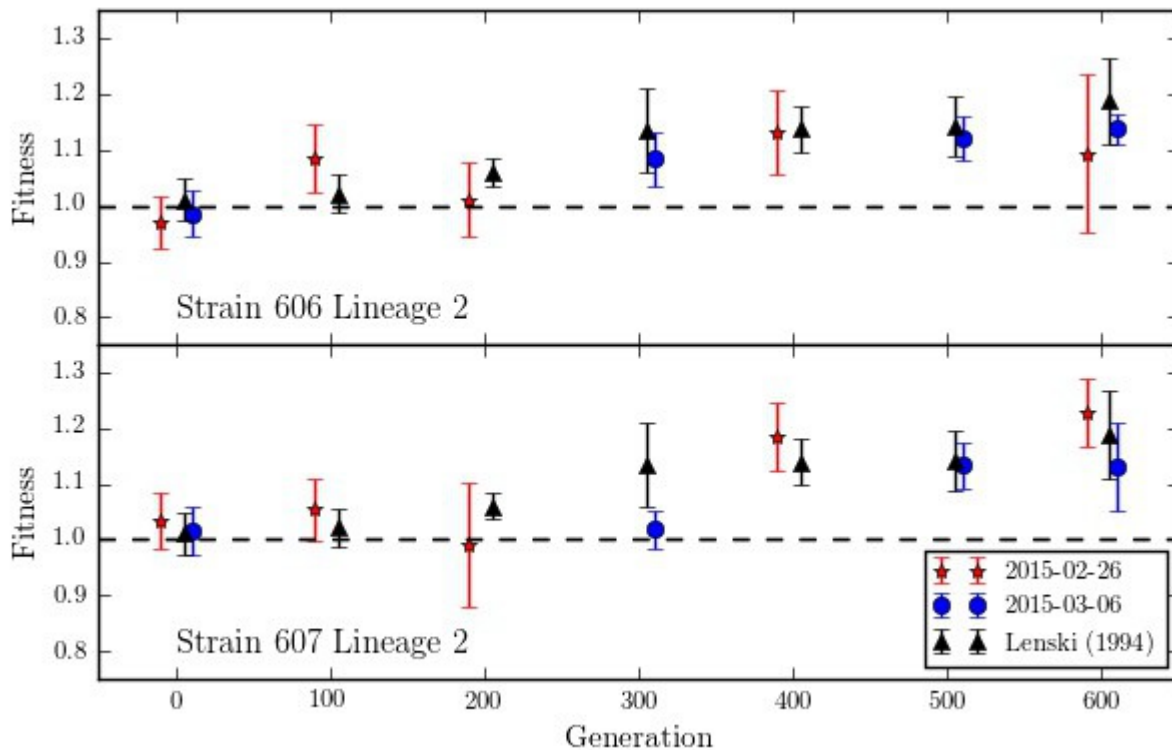 1.3
1.2
1.1
1.0
0.9
0.8
Fitness
Strain 606 Lineage 2
1.3
1.2
1.1
1.0
0.9
0.8
Fitness
Strain 607 Lineage 2
2015-02-26
2015-03-06
Lenski (1994)
0 100 200 300 400 500 600
Generation